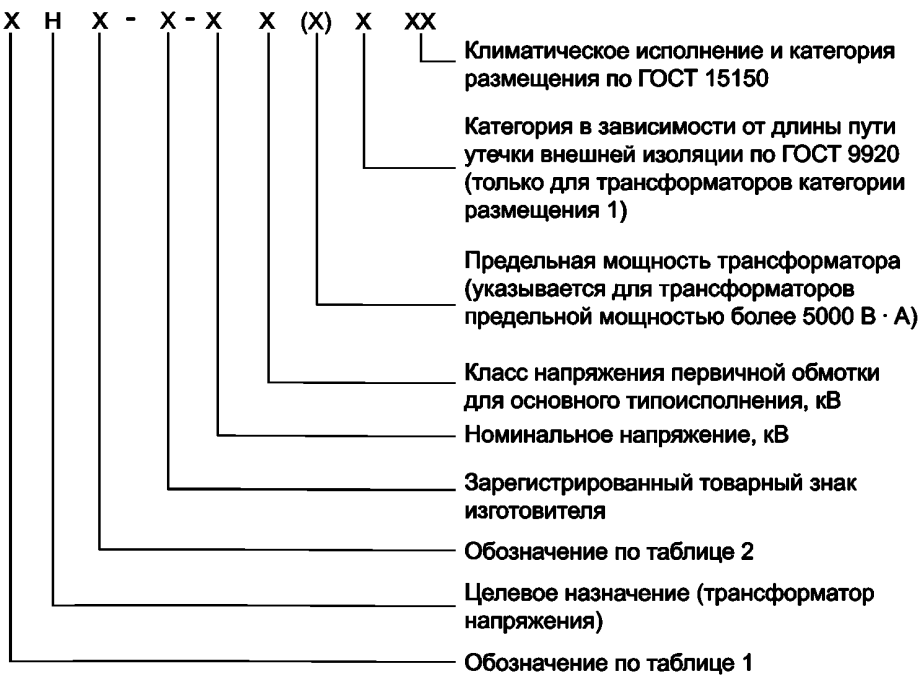 Х Н Х - Х - Х Х (Х) Х ХХ
Климатическое исполнение и категория
размещения по ГОСТ 15150
Категория в зависимости от длины пути
утечки внешней изоляции по ГОСТ 9920
(только для трансформаторов категории
размещения 1)
Предельная мощность трансформатора
(указывается для трансформаторов
предельной мощностью более 5000 В · А)
Класс напряжения первичной обмотки
для основного типоисполнения, кВ
Номинальное напряжение, кВ
Зарегистрированный товарный знак
изготовителя
Обозначение по таблице 2
Целевое назначение (трансформатор
напряжения)
Обозначение по таблице 1